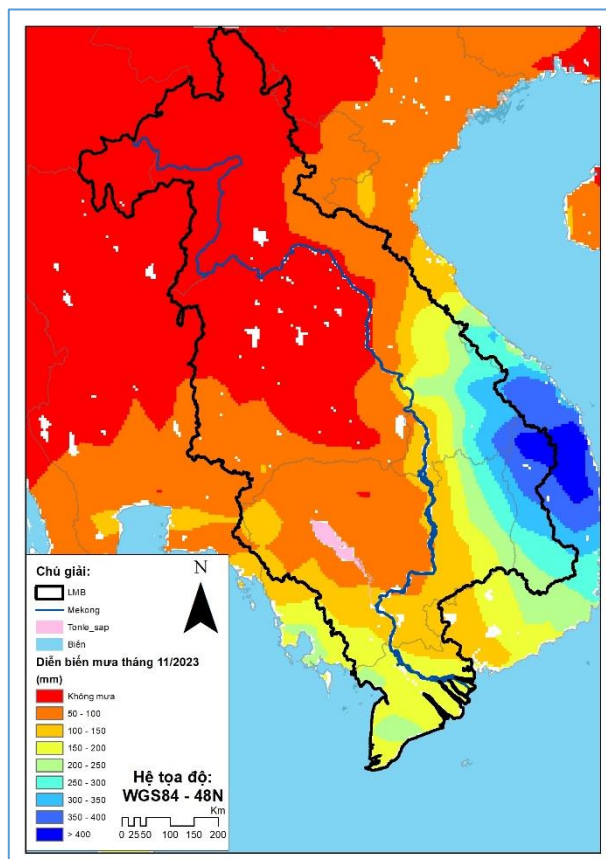 Chú giải:
N
LMB
Mekong
Tonle_sap
Biển
Diễn biến mưa tháng 11/2023
(mm)
Không mưa
50 - 100
100 - 150
150 - 200
200 - 250
250 - 300
300 - 350
350 - 400
> 400
Hệ tọa độ:
WGS84 - 48N
Km
0 25 50 100 150 200